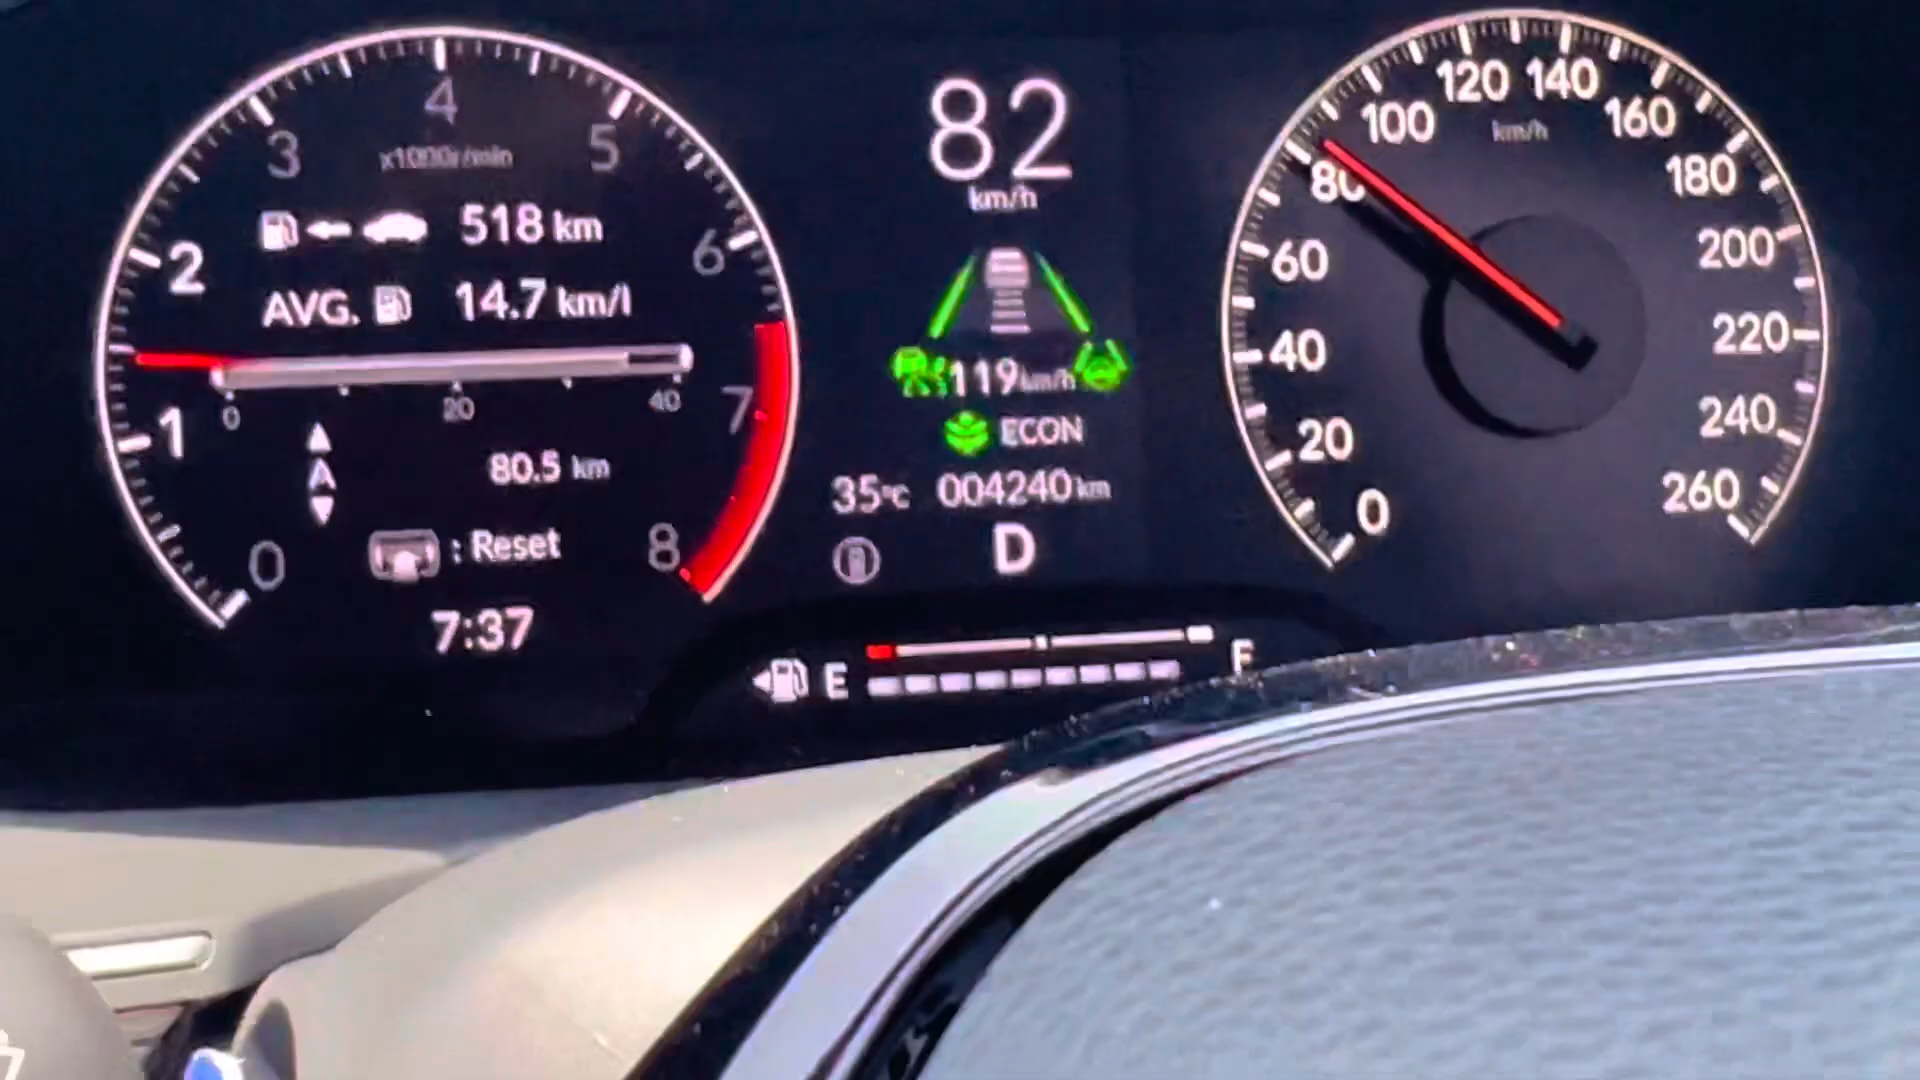 4
3 5
x1000r/min
2 6
518 km
AVG. 14.7 km/l
1 7
0 20 40
A
80.5 km
0 8
: Reset
7:37
82
km/h
119 km/h
ECON
35°C 004240 km
D
E F
120 140
100 160
km/h
80 180
60 200
40 220
20 240
0 260